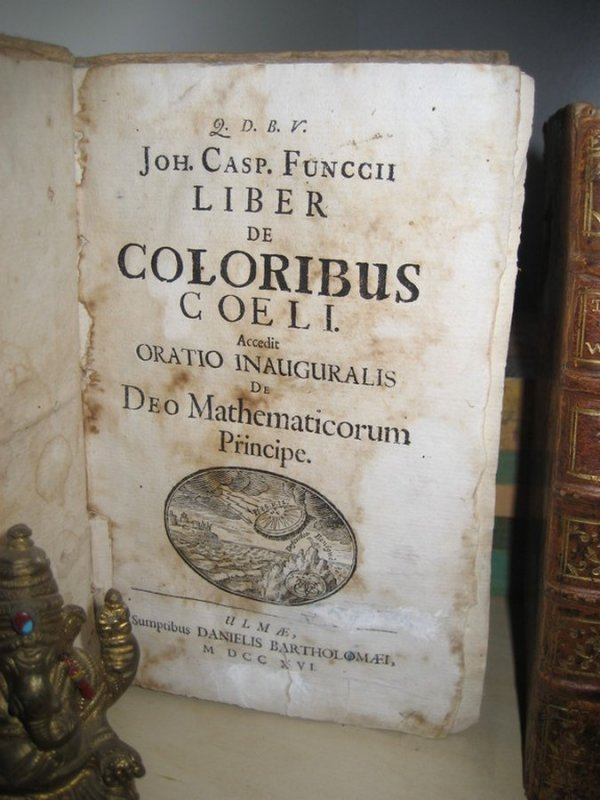 Q. D. B. V.
JOH. CASP. FUNCCII
LIBER
DE
COLORIBUS
COELI.
Accedit
ORATIO INAUGURALIS
DE
DEO Mathematicorum
Principe.
ULMÆ,
Sumptibus DANIELIS BARTHOLOMÆI,
M DCC XVI.